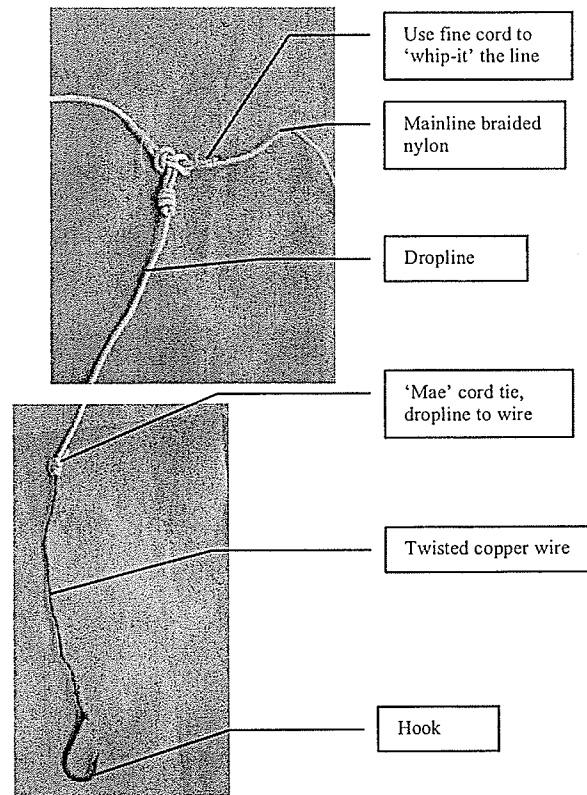 Use fine cord to
‘whip-it’ the line
Mainline braided
nylon
Dropline
‘Mae’ cord tie,
dropline to wire
Twisted copper wire
Hook